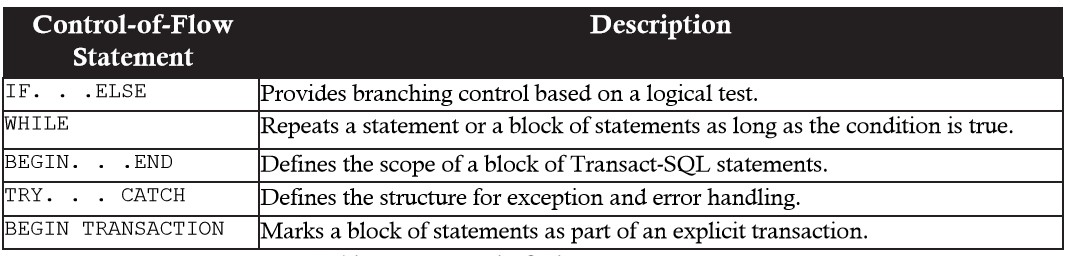 Control-of-Flow Description
Statement
IF. . .ELSE Provides branching control based on a logical test.
WHILE Repeats a statement or a block of statements as long as the condition is true.
BEGIN. . .END Defines the scope of a block of Transact-SQL statements.
TRY. . . CATCH Defines the structure for exception and error handling.
BEGIN TRANSACTION Marks a block of statements as part of an explicit transaction.